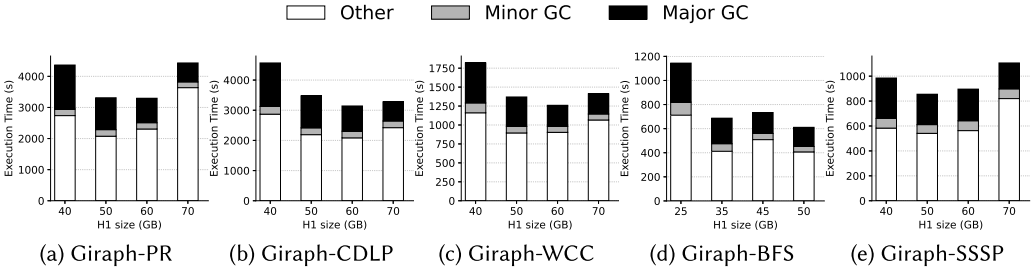 Other Minor GC Major GC
Execution Time (s)
4000
3000
2000
1000
0
40 50 60 70
H1 size (GB)
(a) Giraph-PR
Execution Time (s)
4000
3000
2000
1000
0
40 50 60 70
H1 size (GB)
(b) Giraph-CDLP
Execution Time (s)
1750
1500
1250
1000
750
500
250
0
40 50 60 70
H1 size (GB)
(c) Giraph-WCC
Execution Time (s)
1200
1000
800
600
400
200
0
25 35 45 50
H1 size (GB)
(d) Giraph-BFS
Execution Time (s)
1000
800
600
400
200
0
40 50 60 70
H1 size (GB)
(e) Giraph-SSSP